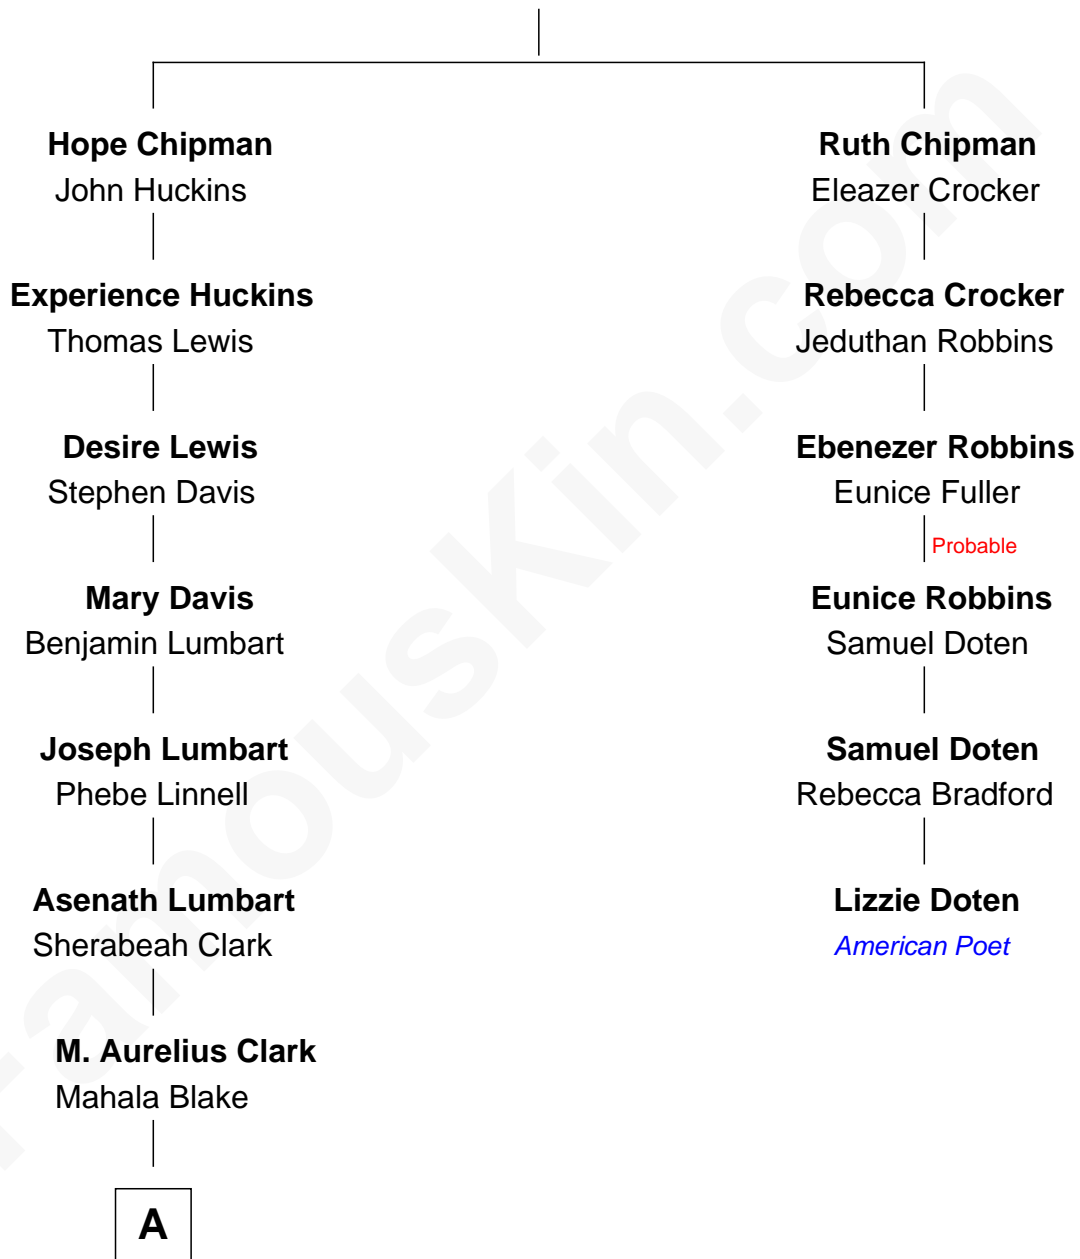 Hope Chipman
John Huckins
Ruth Chipman
Eleazer Crocker
Experience Huckins
Thomas Lewis
Rebecca Crocker
Jeduthan Robbins
Desire Lewis
Stephen Davis
Ebenezer Robbins
Eunice Fuller
Probable
Mary Davis
Benjamin Lumbart
Eunice Robbins
Samuel Doten
Joseph Lumbart
Phebe Linnell
Samuel Doten
Rebecca Bradford
Asenath Lumbart
Sherabeah Clark
Lizzie Doten
American Poet
M. Aurelius Clark
Mahala Blake
A
FamousKin.com